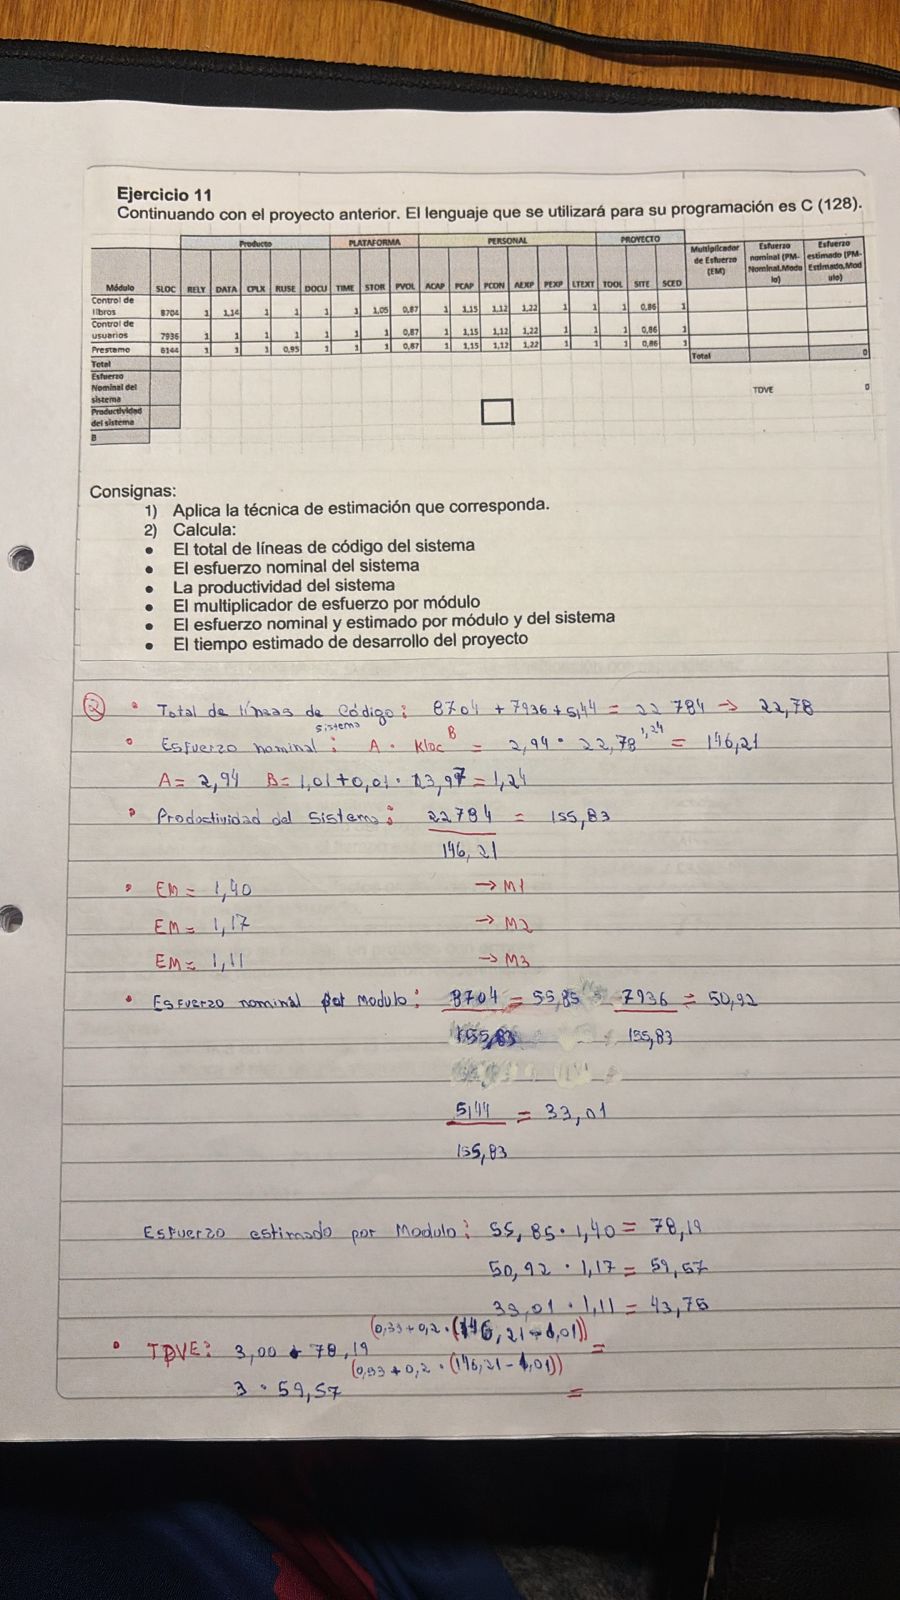 Ejercicio 11
Continuando con el proyecto anterior. El lenguaje que se utilizará para su programación es C (128).
Producto PLATAFORMA PERSONAL PROYECTO Multiplicador de Esfuerzo (EM) Esfuerzo nominal (PM-Nominal,Modulo) Esfuerzo estimado (PM-Estimado,Modulo)
Módulo SLOC RELY DATA CPLX RUSE DOCU TIME STOR PVOL ACAP PCAP PCON AEXP PEXP LTEXT TOOL SITE SCED
Control de libros 8704 1 1,14 1 1 1 1 1,05 0,87 1 1,15 1,12 1,22 1 1 1 0,86 1
Control de usuarios 7936 1 1 1 1 1 1 1 0,87 1 1,15 1,12 1,22 1 1 1 0,86 1
Prestamo 6144 1 1 1 0,95 1 1 1 0,87 1 1,15 1,12 1,22 1 1 1 0,86 1
Total Total 0
Esfuerzo Nominal del sistema
TDVE 0
Productividad del sistema
B
Consignas:
1) Aplica la técnica de estimación que corresponda.
2) Calcula:
• El total de líneas de código del sistema
• El esfuerzo nominal del sistema
• La productividad del sistema
• El multiplicador de esfuerzo por módulo
• El esfuerzo nominal y estimado por módulo y del sistema
• El tiempo estimado de desarrollo del proyecto
② • Total de líneas de código: 8704 + 7936 + 5,44 = 22 784 → 22,78
• Esfuerzo nominal sistema: A · Kloc^B = 2,94 · 22,78^1,24 = 146,21
A = 2,94 B = 1,01 + 0,01 · 23,97 = 1,24
• Productividad del sistema: 22784 = 155,83
146,21
• EM = 1,40 → M1
EM = 1,17 → M2
EM = 1,11 → M3
• Esfuerzo nominal por Modulo: 8704 = 55,85 7936 = 50,92
155,83 155,83
5,44 = 33,01
155,83
Esfuerzo estimado por Modulo: 55,85 · 1,40 = 78,19
50,92 · 1,17 = 59,57
33,01 · 1,11 = 43,75
• TDVE: 3,00 · 78,19 (0,33 + 0,2 · (146,21 - 1,01)) =
3 · 59,57 (0,33 + 0,2 · (146,21 - 1,01)) =